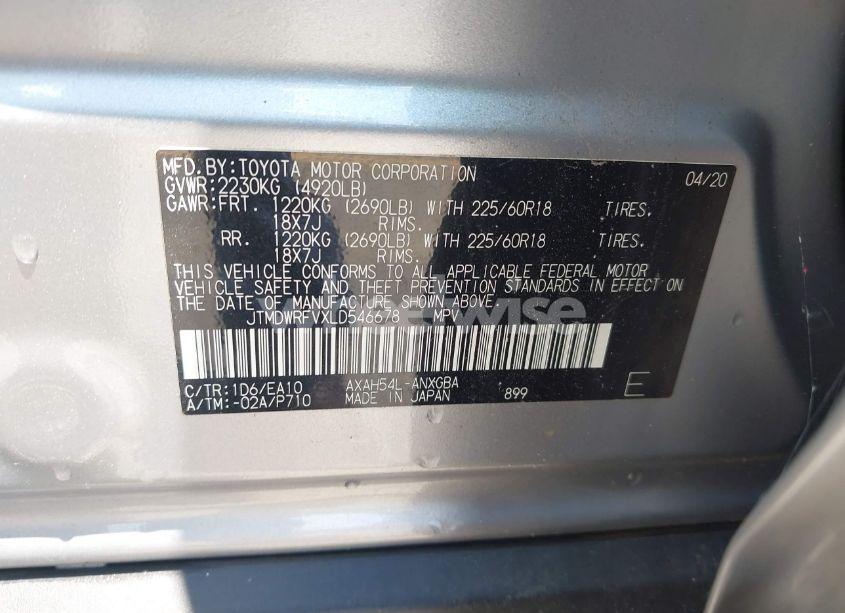 MFD.BY:TOYOTA MOTOR CORPORATION 04/20
GVWR:2230KG (4920LB)
GAWR:FRT. 1220KG (2690LB) WITH 225/60R18 TIRES.
18X7J RIMS.
RR. 1220KG (2690LB) WITH 225/60R18 TIRES.
18X7J RIMS.
THIS VEHICLE CONFORMS TO ALL APPLICABLE FEDERAL MOTOR
VEHICLE SAFETY AND THEFT PREVENTION STANDARDS IN EFFECT ON
THE DATE OF MANUFACTURE SHOWN ABOVE.
JTMDWRFVXLD546678 MPV
C/TR:1D6/EA10 AXAH54L-ANXGBA
A/TM:-02A/P710 MADE IN JAPAN 899 E